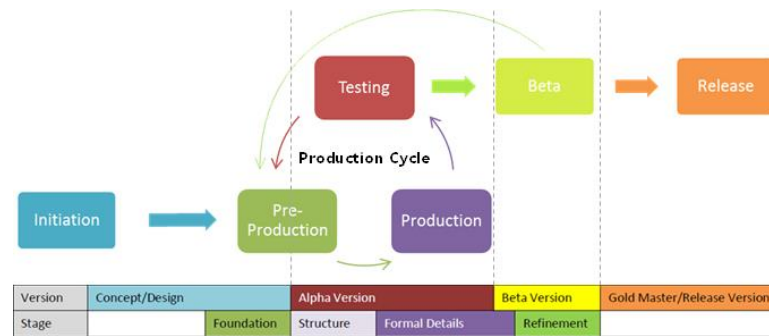 Testing
Beta
Release
Production Cycle
Initiation
Pre-
Production
Production
Version Concept/Design Alpha Version Beta Version Gold Master/Release Version
Stage Foundation Structure Formal Details Refinement